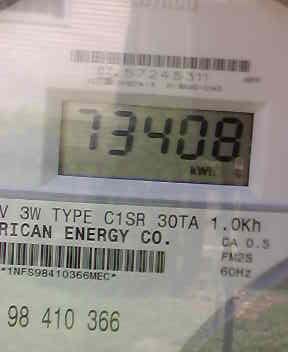 57245311
73408
kWh
V 3W TYPE C1SR 30TA 1.0Kh
RICAN ENERGY CO.
CA 0.5
FM2S
60Hz
*1NFS98410366MEC*
98 410 366